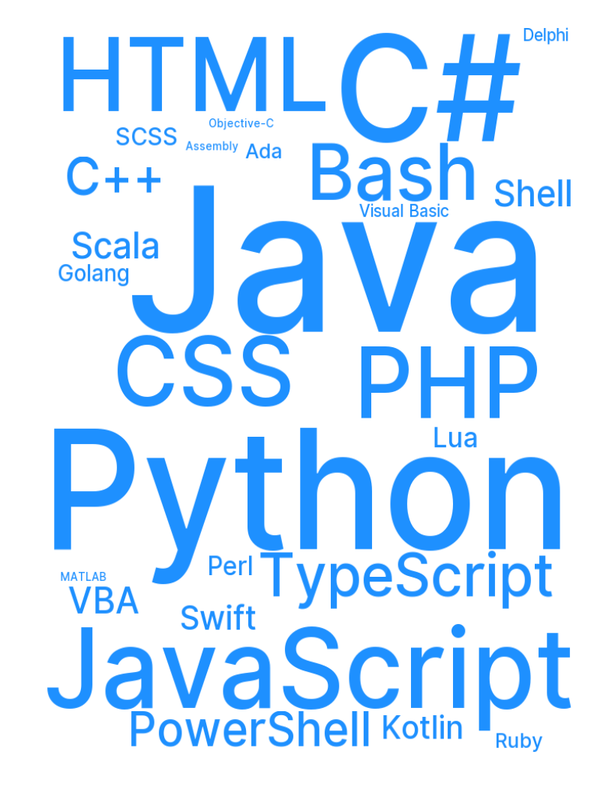 Delphi
HTML
C#
Objective-C
SCSS
Assembly
Ada
Bash
C++
Shell
Visual Basic
Java
Scala
Golang
CSS
PHP
Lua
Python
Perl
TypeScript
MATLAB
VBA
Swift
JavaScript
PowerShell
Kotlin
Ruby